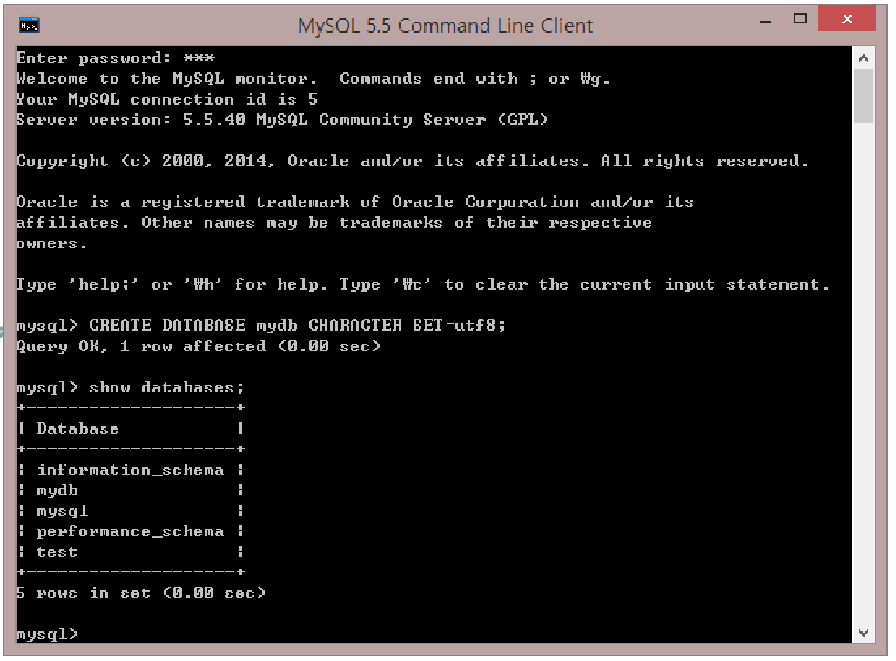 MySQL 5.5 Command Line Client
Enter password: ***
Welcome to the MySQL monitor.  Commands end with ; or ₩g.
Your MySQL connection id is 5
Server version: 5.5.40 MySQL Community Server (GPL)
Copyright (c) 2000, 2014, Oracle and/or its affiliates. All rights reserved.
Oracle is a registered trademark of Oracle Corporation and/or its
affiliates. Other names may be trademarks of their respective
owners.
Type 'help;' or '₩h' for help. Type '₩c' to clear the current input statement.
mysql> CREATE DATABASE mydb CHARACTER SET=utf8;
Query OK, 1 row affected (0.00 sec)
mysql> show databases;
+--------------------+
| Database           |
+--------------------+
| information_schema |
| mydb               |
| mysql              |
| performance_schema |
| test               |
+--------------------+
5 rows in set (0.00 sec)
mysql>